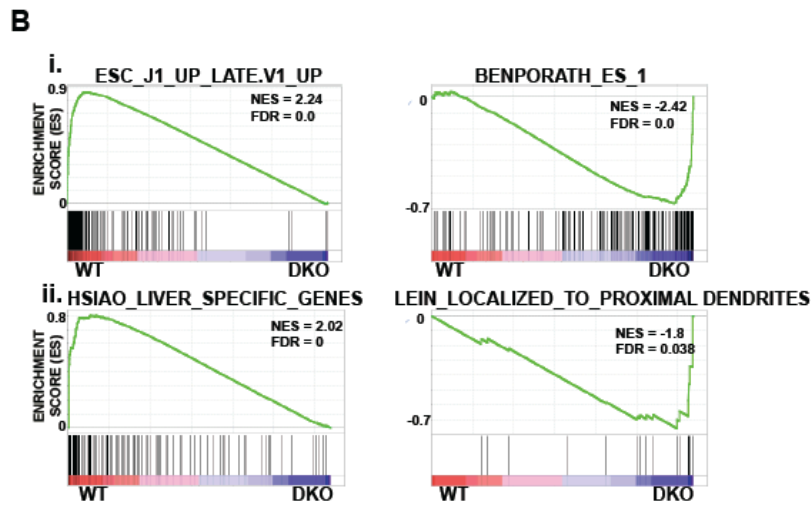 B
i.
ESC_J1_UP_LATE.V1_UP
0.9
NES = 2.24
FDR = 0.0
ENRICHMENT
SCORE (ES)
0
WT
DKO
BENPORATH_ES_1
0
NES = -2.42
FDR = 0.0
-0.7
WT
DKO
ii.
HSIAO_LIVER_SPECIFIC_GENES
0.8
NES = 2.02
FDR = 0
ENRICHMENT
SCORE (ES)
0
WT
DKO
LEIN_LOCALIZED_TO_PROXIMAL DENDRITES
0
NES = -1.8
FDR = 0.038
-0.7
WT
DKO